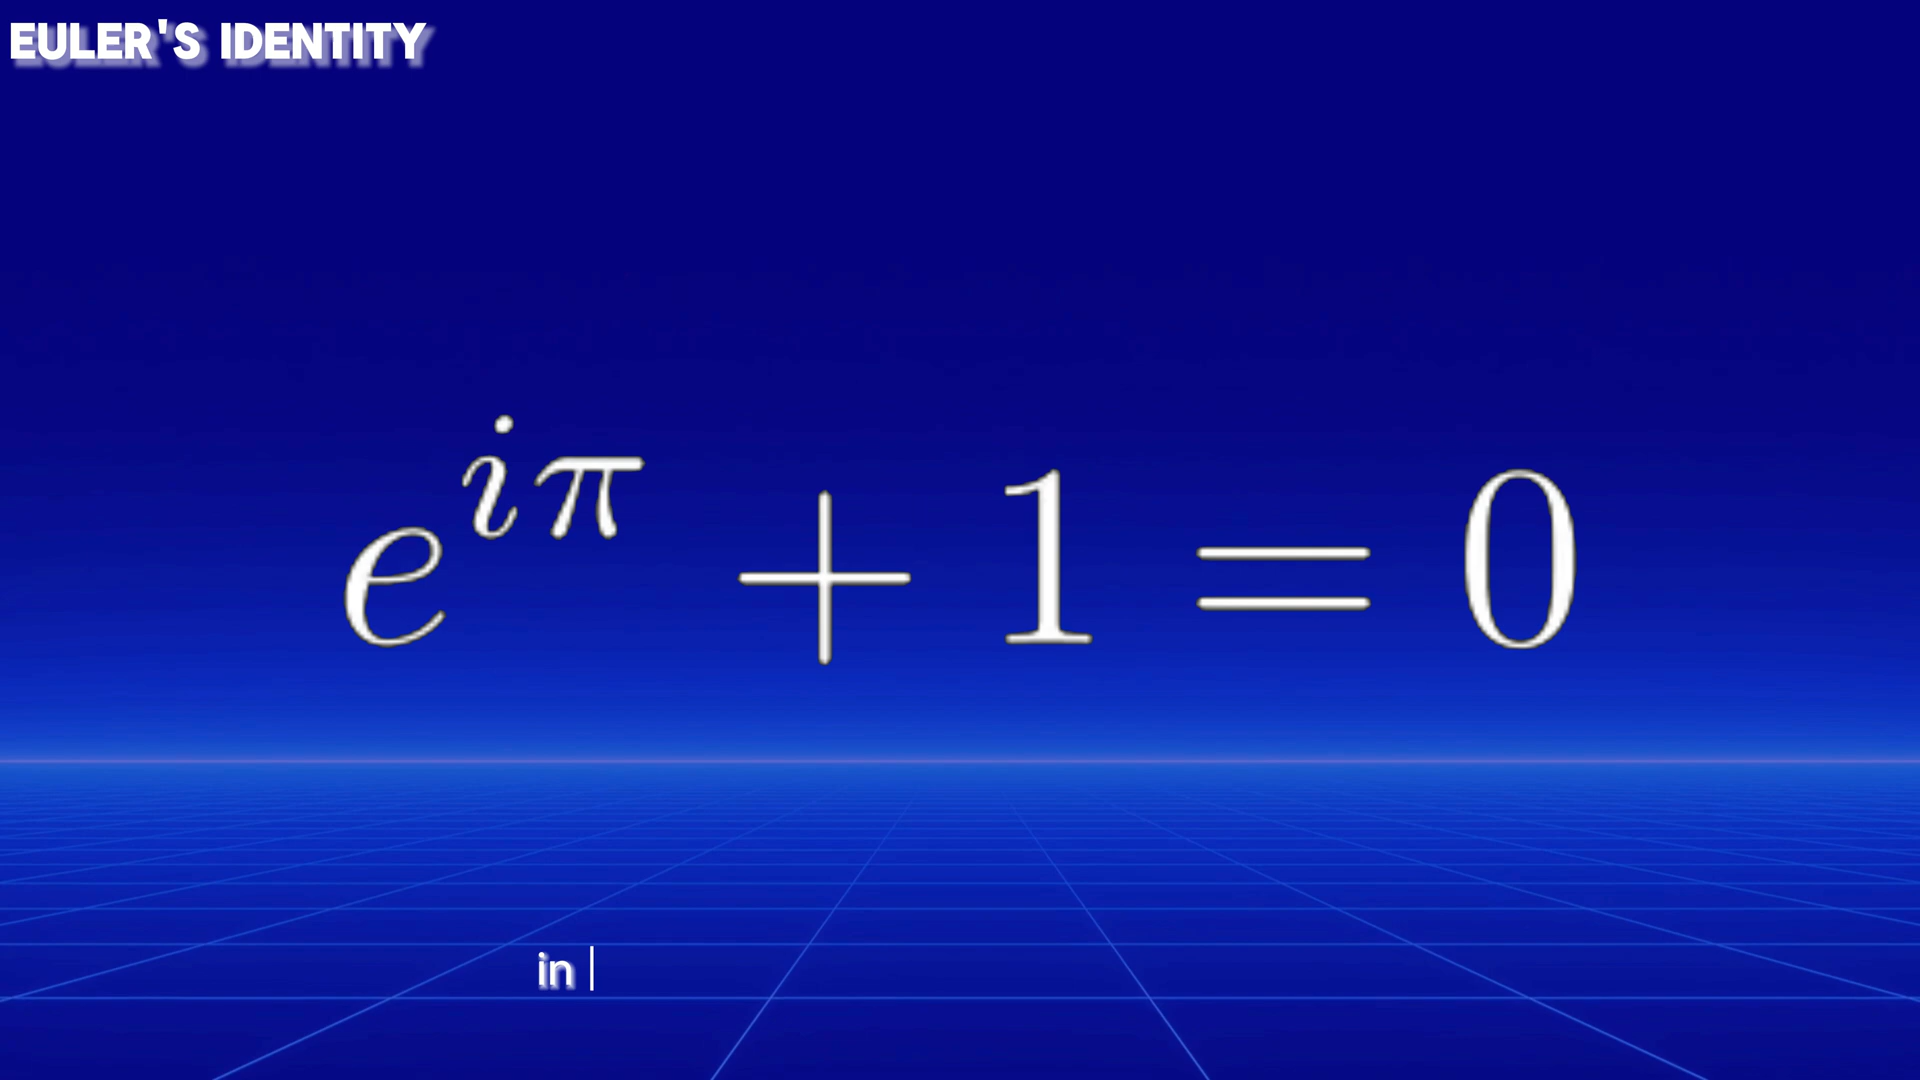 EULER'S IDENTITY
e^{iπ} + 1 = 0
in |